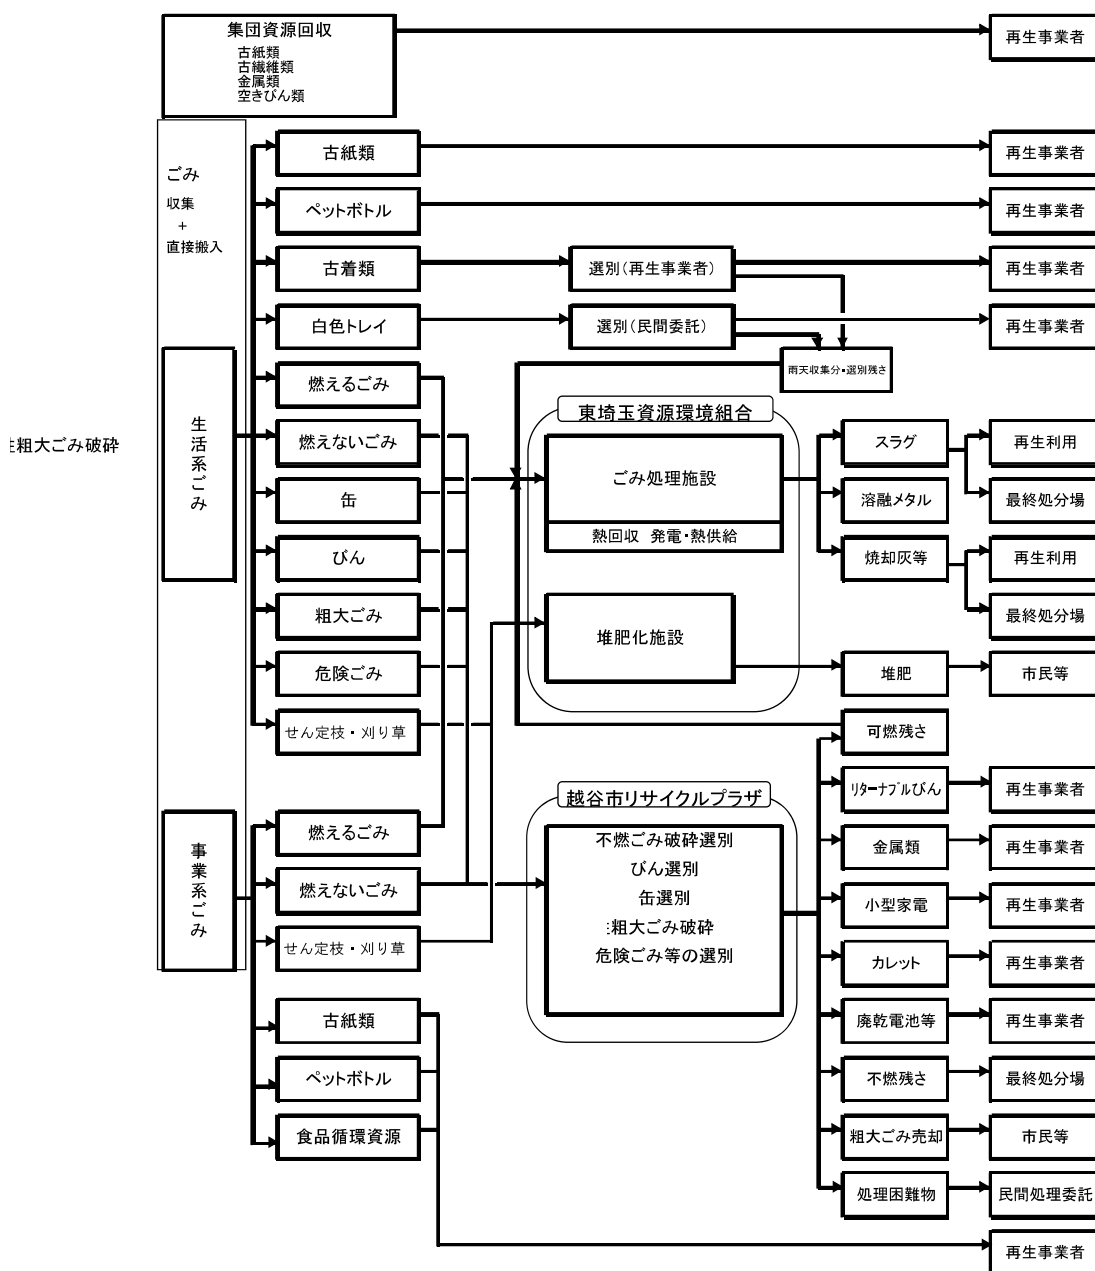 集団資源回収
古紙類
古繊維類
金属類
空きびん類
再生事業者
ごみ
収集
+
直接搬入
古紙類
再生事業者
ペットボトル
再生事業者
古着類
選別(再生事業者)
再生事業者
白色トレイ
選別(民間委託)
再生事業者
雨天収集分・選別残さ
生活系ごみ
燃えるごみ
燃えないごみ
缶
びん
粗大ごみ
危険ごみ
せん定枝・刈り草
粗大ごみ破砕
東埼玉資源環境組合
ごみ処理施設
熱回収 発電・熱供給
堆肥化施設
スラグ
再生利用
溶融メタル
最終処分場
焼却灰等
再生利用
最終処分場
堆肥
市民等
事業系ごみ
燃えるごみ
燃えないごみ
せん定枝・刈り草
古紙類
ペットボトル
食品循環資源
越谷市リサイクルプラザ
不燃ごみ破砕選別
びん選別
缶選別
粗大ごみ破砕
危険ごみ等の選別
可燃残さ
リターナブルびん
再生事業者
金属類
再生事業者
小型家電
再生事業者
カレット
再生事業者
廃乾電池等
再生事業者
不燃残さ
最終処分場
粗大ごみ売却
市民等
処理困難物
民間処理委託
再生事業者